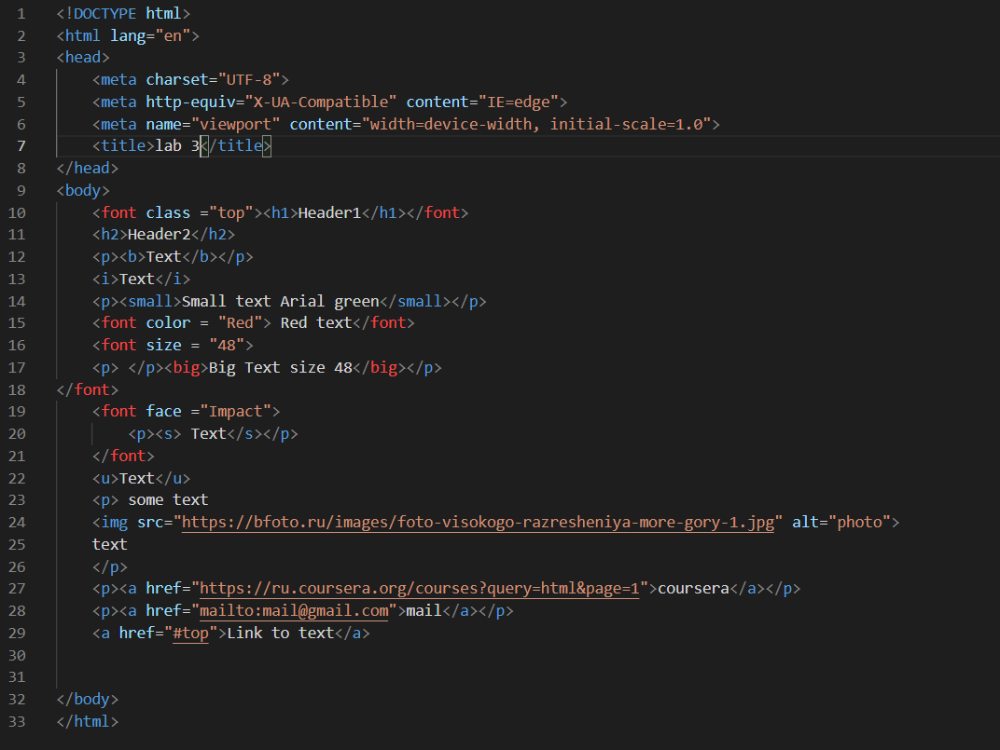 1 <!DOCTYPE html>
2 <html lang="en">
3 <head>
4     <meta charset="UTF-8">
5     <meta http-equiv="X-UA-Compatible" content="IE=edge">
6     <meta name="viewport" content="width=device-width, initial-scale=1.0">
7     <title>lab 3</title>
8 </head>
9 <body>
10     <font class ="top"><h1>Header1</h1></font>
11     <h2>Header2</h2>
12     <p><b>Text</b></p>
13     <i>Text</i>
14     <p><small>Small text Arial green</small></p>
15     <font color = "Red"> Red text</font>
16     <font size = "48">
17     <p> </p><big>Big Text size 48</big></p>
18 </font>
19     <font face ="Impact">
20         <p><s> Text</s></p>
21     </font>
22     <u>Text</u>
23     <p> some text
24     <img src="https://bfoto.ru/images/foto-visokogo-razresheniya-more-gory-1.jpg" alt="photo">
25     text
26     </p>
27     <p><a href="https://ru.coursera.org/courses?query=html&page=1">coursera</a></p>
28     <p><a href="mailto:mail@gmail.com">mail</a></p>
29     <a href="#top">Link to text</a>
30
31
32 </body>
33 </html>